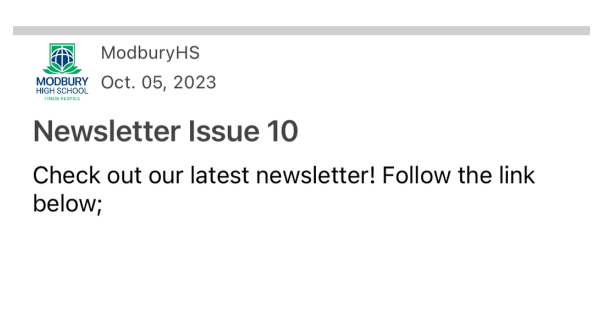 ModburyHS
MODBURY
HIGH SCHOOL
Oct. 05, 2023
Newsletter Issue 10
Check out our latest newsletter! Follow the link
below;